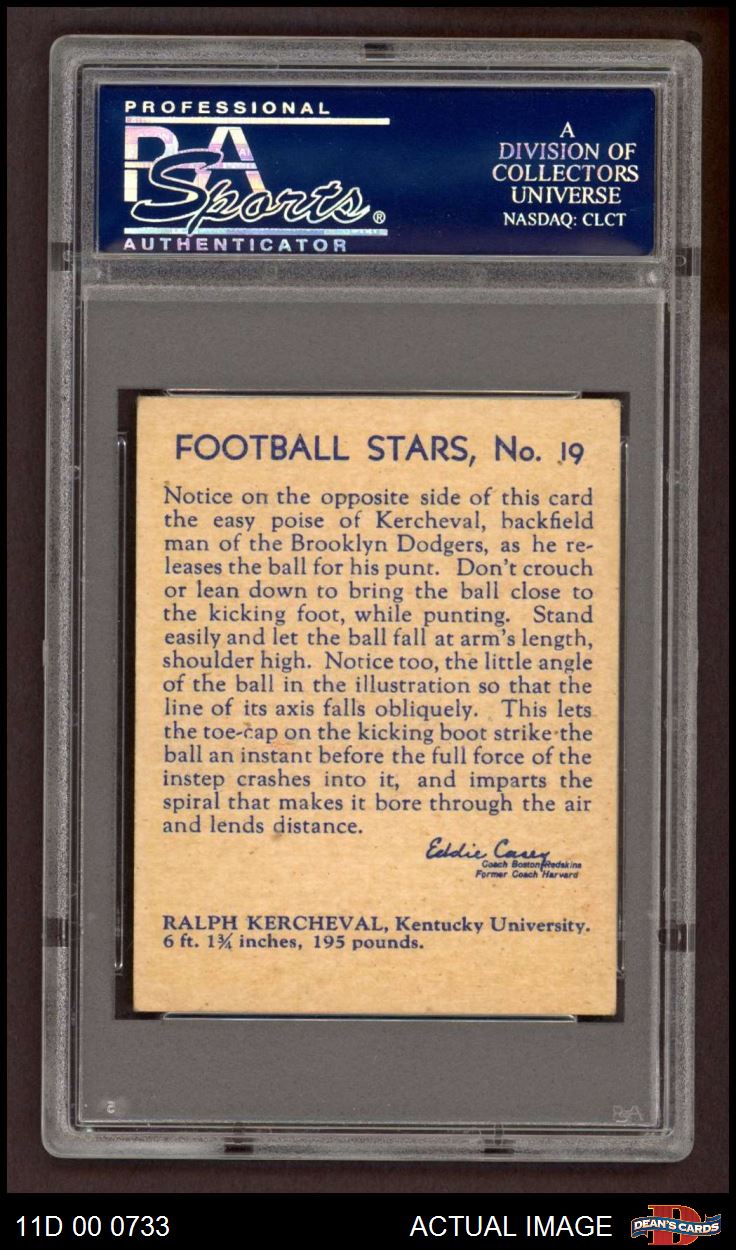 PROFESSIONAL
PSA
Sports®
AUTHENTICATOR
A
DIVISION OF
COLLECTORS
UNIVERSE
NASDAQ: CLCT
FOOTBALL STARS, No. 19
Notice on the opposite side of this card
the easy poise of Kercheval, backfield
man of the Brooklyn Dodgers, as he re-
leases the ball for his punt. Don't crouch
or lean down to bring the ball close to
the kicking foot, while punting. Stand
easily and let the ball fall at arm's length,
shoulder high. Notice too, the little angle
of the ball in the illustration so that the
line of its axis falls obliquely. This lets
the toe-cap on the kicking boot strike the
ball an instant before the full force of the
instep crashes into it, and imparts the
spiral that makes it bore through the air
and lends distance.
Eddie Casey
Coach Boston Redskins
Former Coach Harvard
RALPH KERCHEVAL, Kentucky University.
6 ft. 1¾ inches, 195 pounds.
PSA
11D 00 0733
ACTUAL IMAGE
D
DEAN'S CARDS